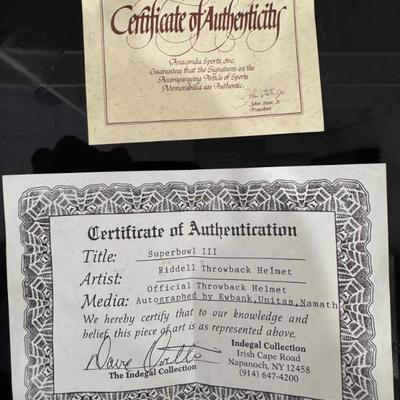 Certificate of Authenticity
Anaconda Sports, Inc.
Guarantees that the Signatures on the
Accompanying Article of Sports
Memorabilia are Authentic.
President
Certificate of Authentication
Title: Superbowl III
Artist: Riddell Throwback Helmet
Media: Official Throwback Helmet
Autographed by Ewbank,Unitas,Namath
We hereby certify that to our knowledge and
belief, this piece of art is as represented above.
Indegal Collection
Irish Cape Road
Napanoch, NY 12458
(914) 647-4200
The Indegal Collection